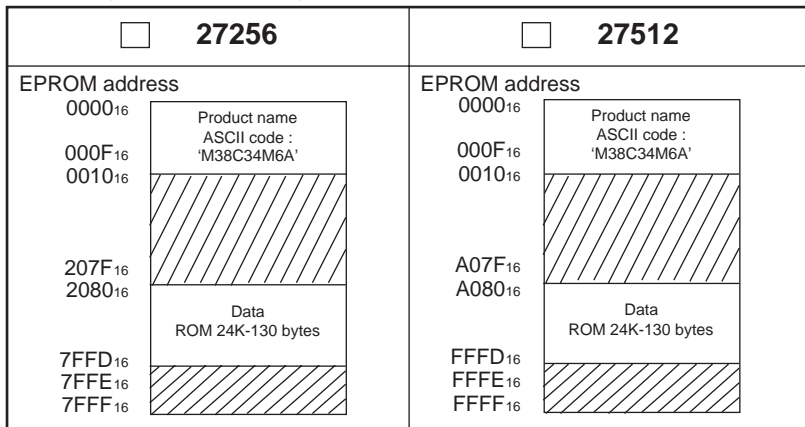 27256
EPROM address
0000₁₆
Product name
ASCII code :
‘M38C34M6A’
000F₁₆
0010₁₆
207F₁₆
2080₁₆
Data
ROM 24K-130 bytes
7FFD₁₆
7FFE₁₆
7FFF₁₆
27512
EPROM address
0000₁₆
Product name
ASCII code :
‘M38C34M6A’
000F₁₆
0010₁₆
A07F₁₆
A080₁₆
Data
ROM 24K-130 bytes
FFFD₁₆
FFFE₁₆
FFFF₁₆